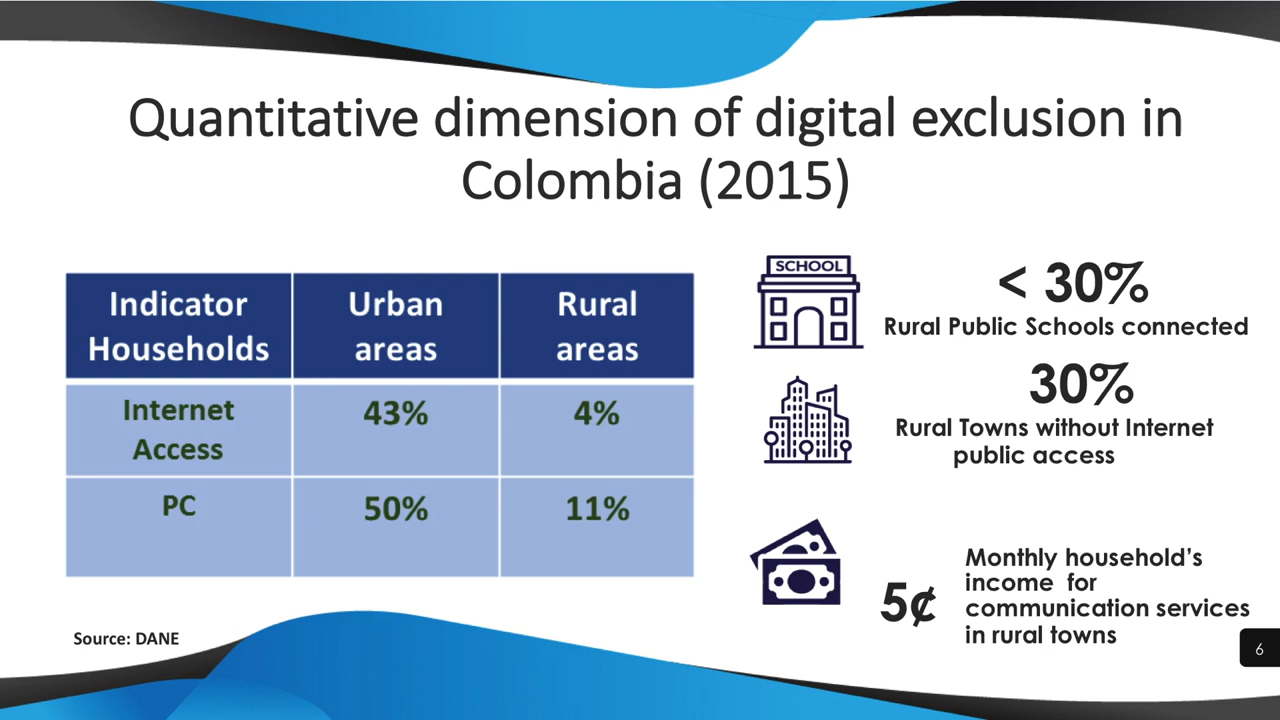 Quantitative dimension of digital exclusion in
Colombia (2015)
Indicator
Households
Urban
areas
Rural
areas
Internet
Access
43%
4%
PC
50%
11%
Source: DANE
SCHOOL
< 30%
Rural Public Schools connected
30%
Rural Towns without Internet
public access
5¢
Monthly household’s
income for
communication services
in rural towns
6